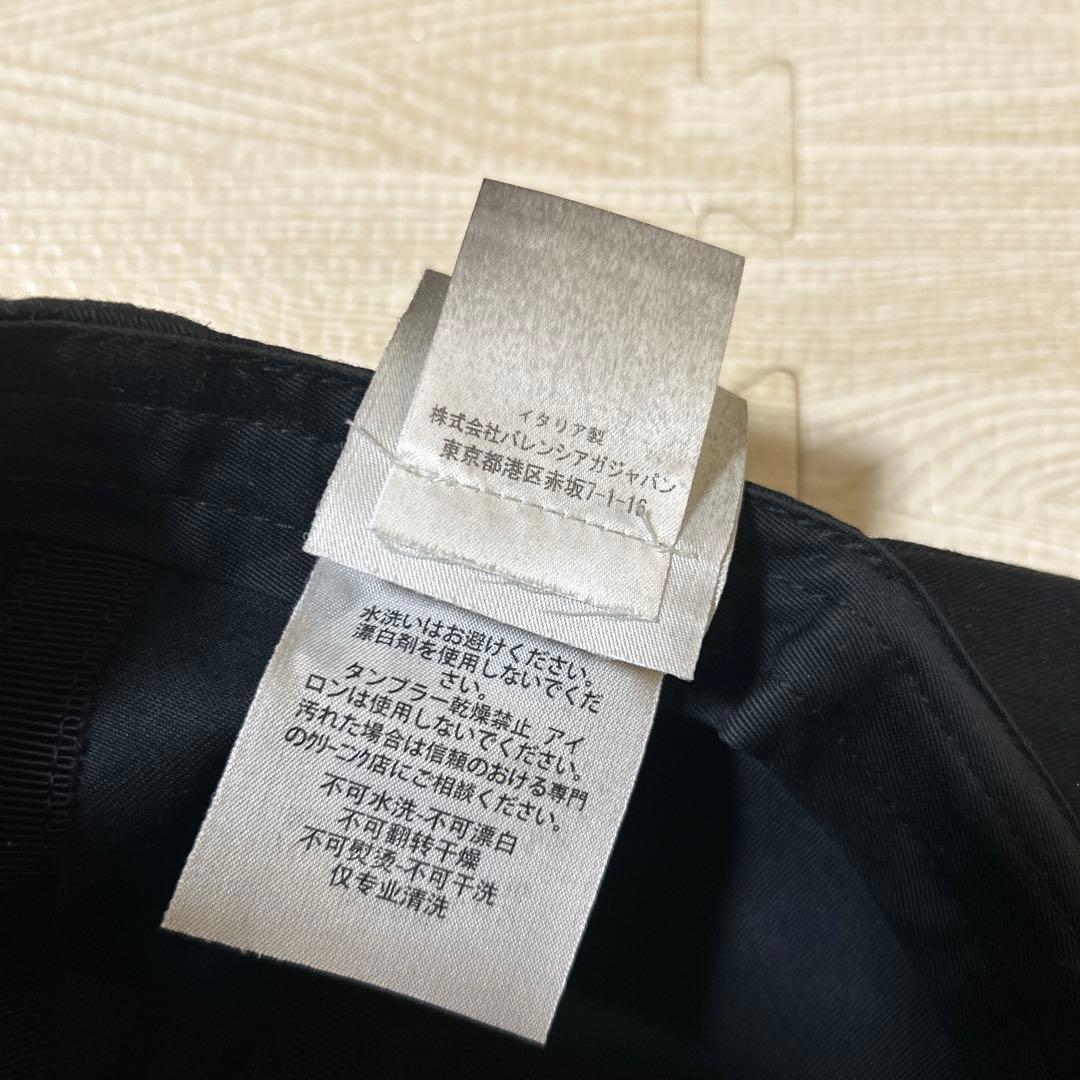 イタリア製
株式会社バレンシアガジャパン
東京都港区赤坂7-1-16
水洗いはお避けください。
漂白剤を使用しないでくだ
さい。
タンブラー乾燥禁止 アイ
ロンは使用しないでください。
汚れた場合は信頼のおける専門
のｸﾘｰﾆﾝｸﾞ店にご相談ください。
不可水洗-不可漂白
不可翻转干燥
不可熨烫-不可干洗
仅专业清洗